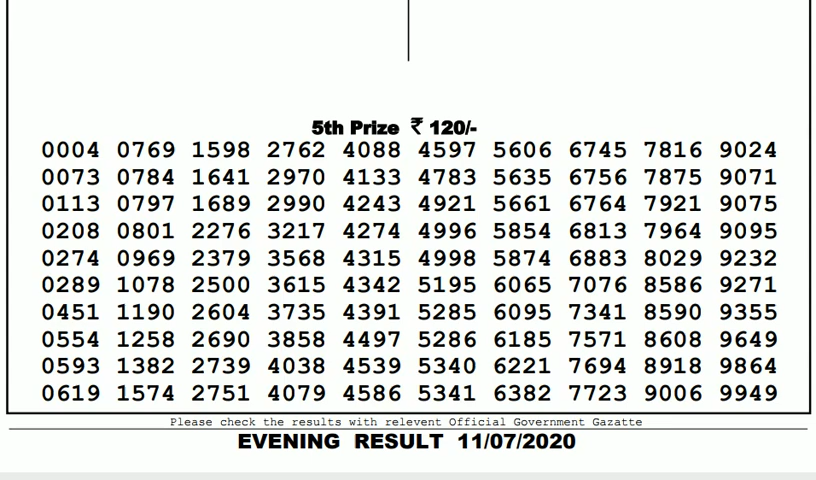 5th Prize ₹ 120/-
0004 0769 1598 2762 4088 4597 5606 6745 7816 9024
0073 0784 1641 2970 4133 4783 5635 6756 7875 9071
0113 0797 1689 2990 4243 4921 5661 6764 7921 9075
0208 0801 2276 3217 4274 4996 5854 6813 7964 9095
0274 0969 2379 3568 4315 4998 5874 6883 8029 9232
0289 1078 2500 3615 4342 5195 6065 7076 8586 9271
0451 1190 2604 3735 4391 5285 6095 7341 8590 9355
0554 1258 2690 3858 4497 5286 6185 7571 8608 9649
0593 1382 2739 4038 4539 5340 6221 7694 8918 9864
0619 1574 2751 4079 4586 5341 6382 7723 9006 9949
Please check the results with relevent Official Government Gazatte
EVENING RESULT 11/07/2020